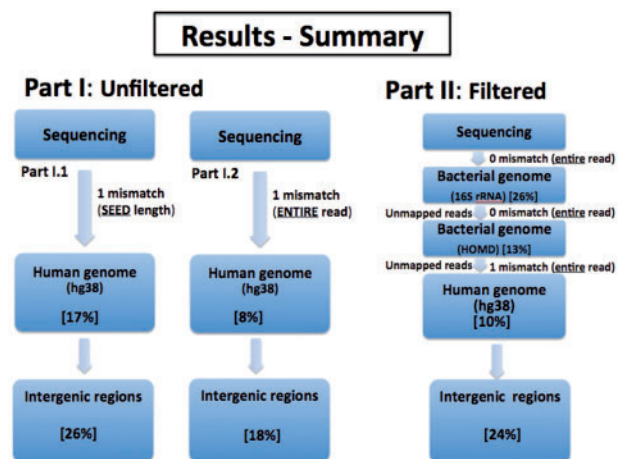 Results - Summary
Part I: Unfiltered
Sequencing
Part I.1
1 mismatch
(SEED length)
Human genome
(hg38)
[17%]
Intergenic regions
[26%]
Sequencing
Part I.2
1 mismatch
(ENTIRE read)
Human genome
(hg38)
[8%]
Intergenic regions
[18%]
Part II: Filtered
Sequencing
0 mismatch (entire read)
Bacterial genome
(16S rRNA) [26%]
Unmapped reads
0 mismatch (entire read)
Bacterial genome
(HOMD) [13%]
Unmapped reads
1 mismatch (entire read)
Human genome
(hg38)
[10%]
Intergenic regions
[24%]